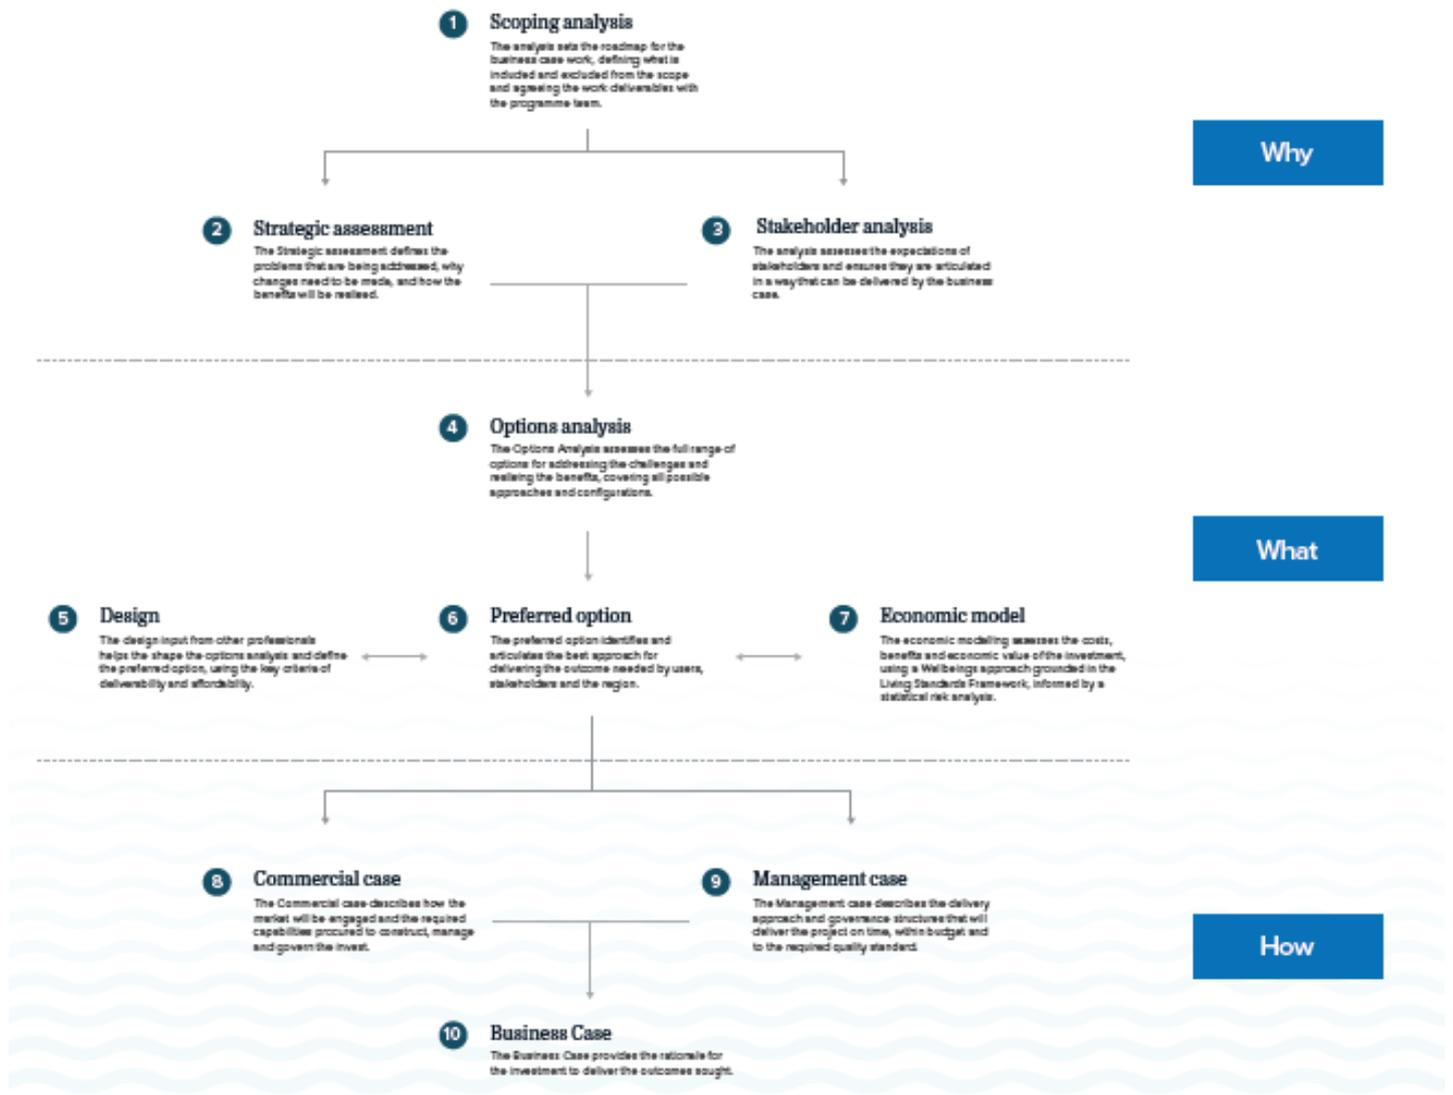 1 Scoping analysis
The analysis sets the roadmap for the
business case work, defining what is
included and excluded from the scope
and agreeing the work deliverables with
the programme team.
Why
2 Strategic assessment
The Strategic assessment defines the
problems that are being addressed, why
changes need to be made, and how the
benefits will be realised.
3 Stakeholder analysis
The analysis assesses the expectations of
stakeholders and ensures they are articulated
in a way that can be delivered by the business
case.
4 Options analysis
The Options Analysis assesses the full range of
options for addressing the challenges and
realising the benefits, covering all possible
approaches and configurations.
What
5 Design
The design input from other professionals
helps the shape the options analysis and define
the preferred option, using the key criteria of
deliverability and affordability.
6 Preferred option
The preferred option identifies and
articulates the best approach for
delivering the outcome needed by users,
stakeholders and the region.
7 Economic model
The economic modelling assesses the costs,
benefits and economic value of the investment,
using a Wellbeings approach grounded in the
Living Standards Framework, informed by a
statistical risk analysis.
8 Commercial case
The Commercial case describes how the
market will be engaged and the required
capabilities procured to construct, manage
and govern the invest.
9 Management case
The Management case describes the delivery
approach and governance structures that will
deliver the project on time, within budget and
to the required quality standard.
How
10 Business Case
The Business Case provides the rationale for
the investment to deliver the outcomes sought.